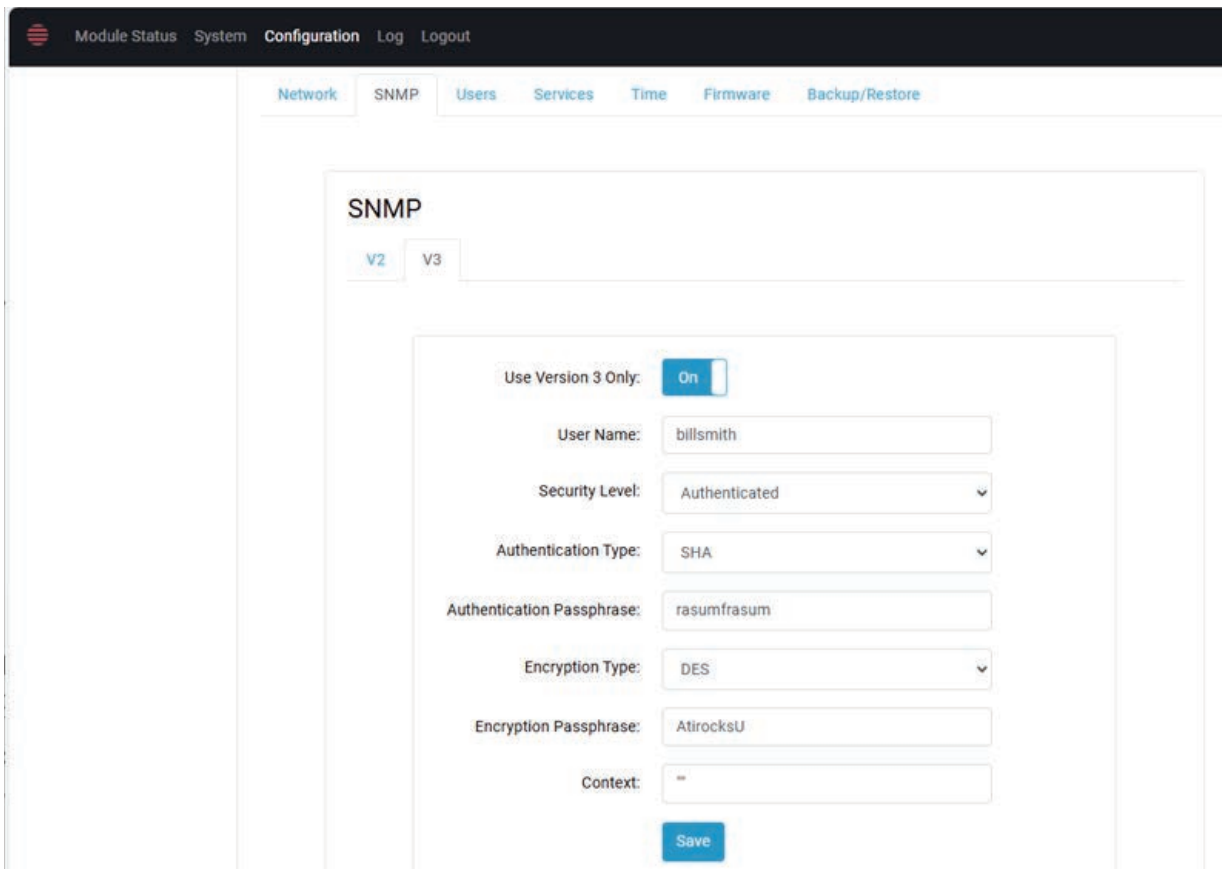 Module Status System Configuration Log Logout
Network SNMP Users Services Time Firmware Backup/Restore
SNMP
V2 V3
Use Version 3 Only: On
User Name: billsmith
Security Level: Authenticated
Authentication Type: SHA
Authentication Passphrase: rasumfrasum
Encryption Type: DES
Encryption Passphrase: AtirocksU
Context: ""
Save